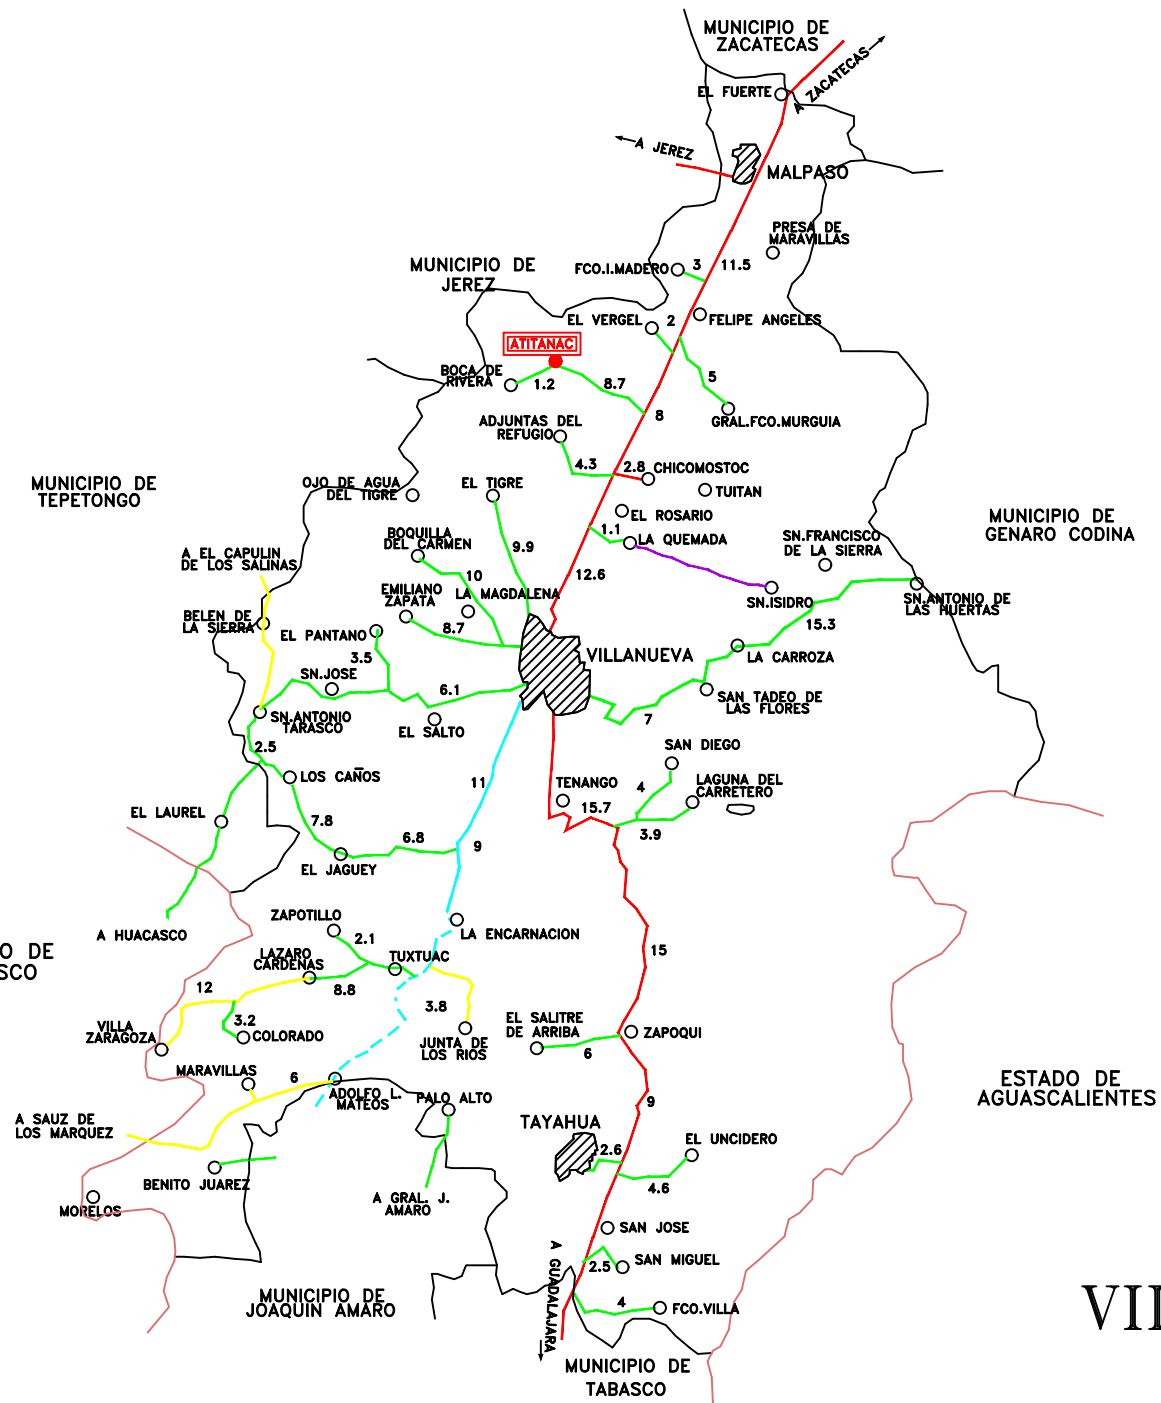 MUNICIPIO DE
ZACATECAS
A ZACATECAS
EL FUERTE
A JEREZ
MALPASO
PRESA DE
MARAVILLAS
MUNICIPIO DE
JEREZ
FCO.I.MADERO
3
11.5
EL VERGEL
2
FELIPE ANGELES
ATITANAC
BOCA DE
RIVERA
1.2
8.7
5
8
GRAL.FCO.MURGUIA
ADJUNTAS DEL
REFUGIO
4.3
2.8
CHICOMOSTOC
MUNICIPIO DE
TEPETONGO
OJO DE AGUA
DEL TIGRE
EL TIGRE
TUITAN
EL ROSARIO
MUNICIPIO DE
GENARO CODINA
BOQUILLA
DEL CARMEN
9.9
1.1
LA QUEMADA
SN.FRANCISCO
DE LA SIERRA
A EL CAPULIN
DE LOS SALINAS
10
12.6
EMILIANO
ZAPATA
LA MAGDALENA
SN.ISIDRO
SN.ANTONIO DE
LAS HUERTAS
BELEN DE
LA SIERRA
EL PANTANO
8.7
15.3
3.5
VILLANUEVA
LA CARROZA
SN.JOSE
6.1
SAN TADEO DE
LAS FLORES
SN.ANTONIO
TARASCO
EL SALTO
7
2.5
SAN DIEGO
LOS CAÑOS
11
TENANGO
4
LAGUNA DEL
CARRETERO
EL LAUREL
7.8
15.7
6.8
9
3.9
EL JAGUEY
A HUACASCO
ZAPOTILLO
2.1
LA ENCARNACION
O DE
SCO
LAZARO
CARDENAS
TUXTUAC
15
12
8.8
3.8
VILLA
ZARAGOZA
3.2
COLORADO
JUNTA DE
LOS RIOS
EL SALITRE
DE ARRIBA
6
ZAPOQUI
MARAVILLAS
6
ADOLFO L.
MATEOS
PALO ALTO
9
ESTADO DE
AGUASCALIENTES
A SAUZ DE
LOS MARQUEZ
TAYAHUA
2.6
EL UNCIDERO
BENITO JUAREZ
4.6
MORELOS
A GRAL. J.
AMARO
SAN JOSE
A GUADALAJARA
2.5
SAN MIGUEL
MUNICIPIO DE
JOAQUIN AMARO
4
FCO.VILLA
MUNICIPIO DE
TABASCO